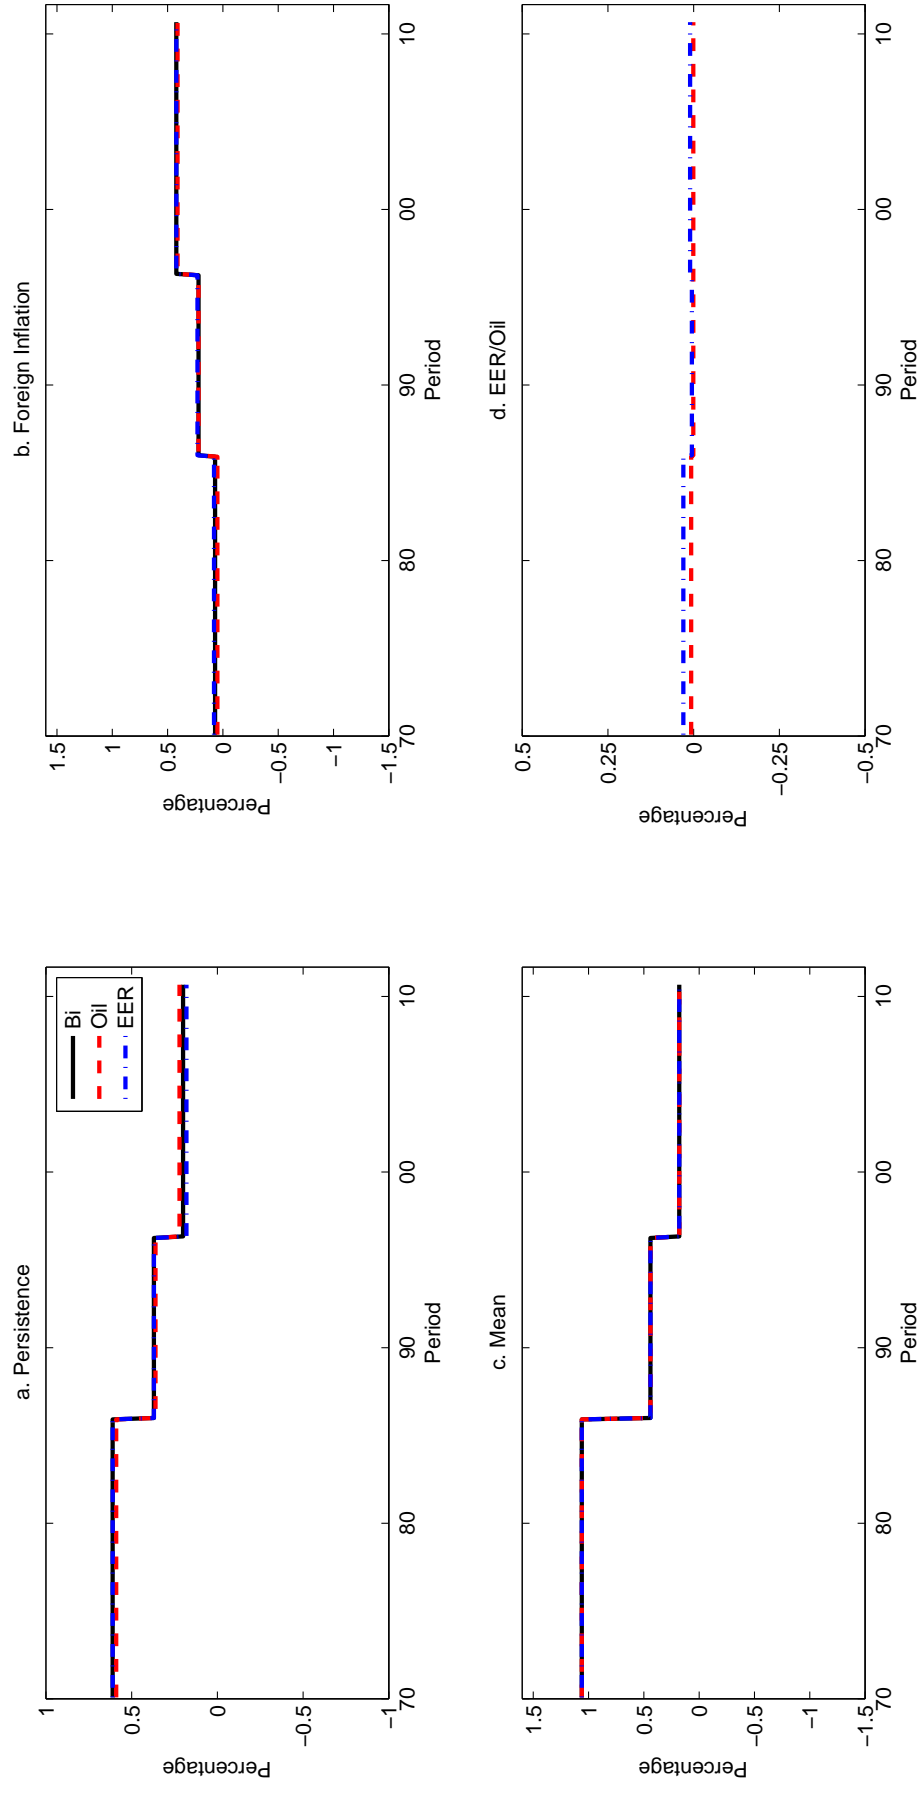 a. Persistence
1
0.5
0
−0.5
−1
Percentage
70
80
90
00
10
Period
Bi
Oil
EER
b. Foreign Inflation
1.5
1
0.5
0
−0.5
−1
−1.5
Percentage
70
80
90
00
10
Period
c. Mean
1.5
1
0.5
0
−0.5
−1
−1.5
Percentage
70
80
90
00
10
Period
d. EER/Oil
0.5
0.25
0
−0.25
−0.5
Percentage
70
80
90
00
10
Period